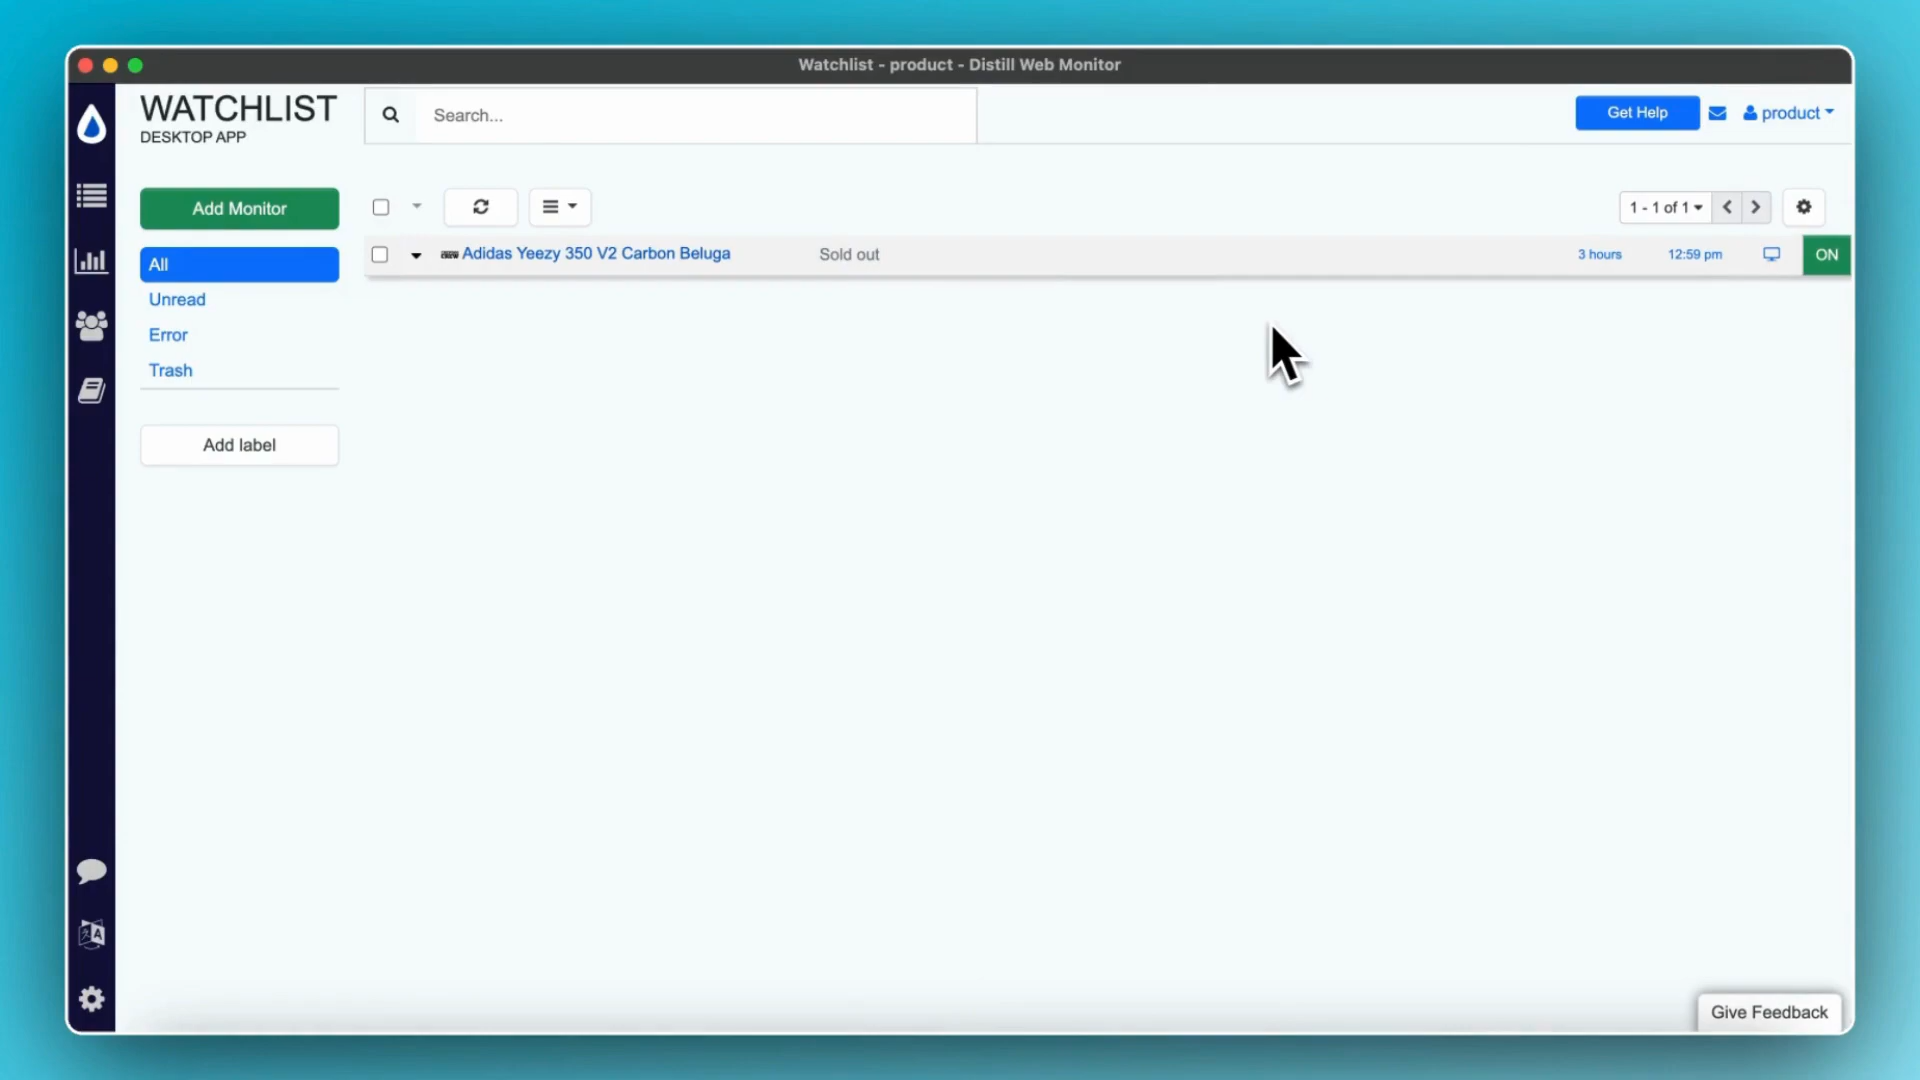 Watchlist - product - Distill Web Monitor
WATCHLIST
DESKTOP APP
Search...
Get Help
product
Add Monitor
1 - 1 of 1
All
Adidas Yeezy 350 V2 Carbon Beluga
Sold out
3 hours
12:59 pm
ON
Unread
Error
Trash
Add label
Give Feedback